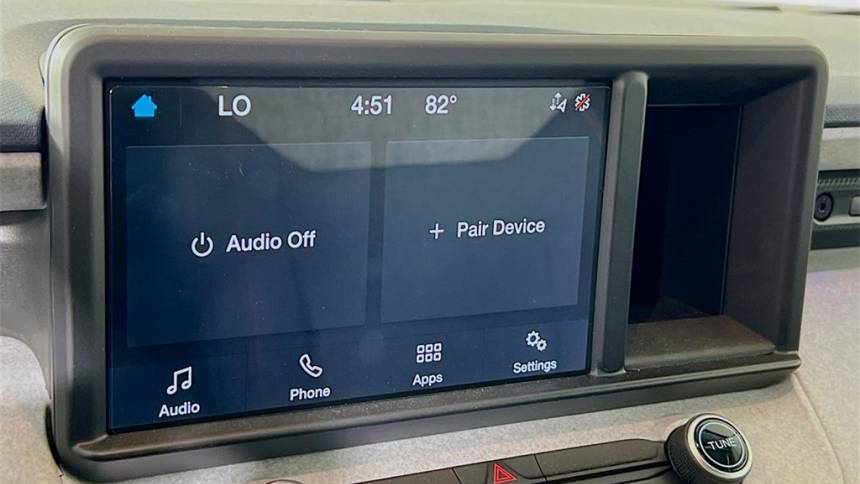 LO 4:51 82°
Audio Off
+ Pair Device
Audio
Phone
Apps
Settings
TUNE